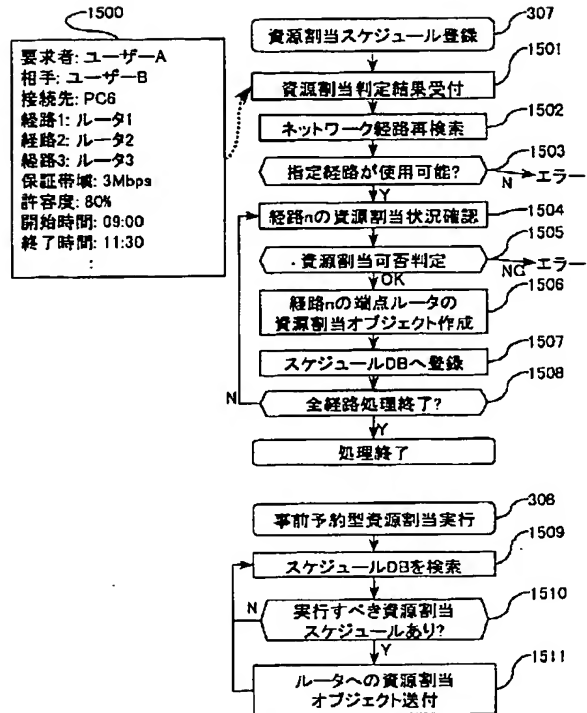 1500
要求者: ユーザーA
相手: ユーザーB
接続先: PC6
経路1: ルータ1
経路2: ルータ2
経路3: ルータ3
保証帯域: 3Mbps
許容度: 80%
開始時間: 09:00
終了時間: 11:30
:
307
資源割当スケジュール登録
1501
資源割当判定結果受付
1502
ネットワーク経路再検索
1503
指定経路が使用可能?
N
エラー
Y
1504
経路nの資源割当状況確認
1505
資源割当可否判定
NG
エラー
OK
1506
経路nの端点ルータの
資源割当オブジェクト作成
1507
スケジュールDBへ登録
1508
N
全経路処理終了?
Y
処理終了
308
事前予約型資源割当実行
1509
スケジュールDBを検索
1510
N
実行すべき資源割当
スケジュールあり?
Y
1511
ルータへの資源割当
オブジェクト送付